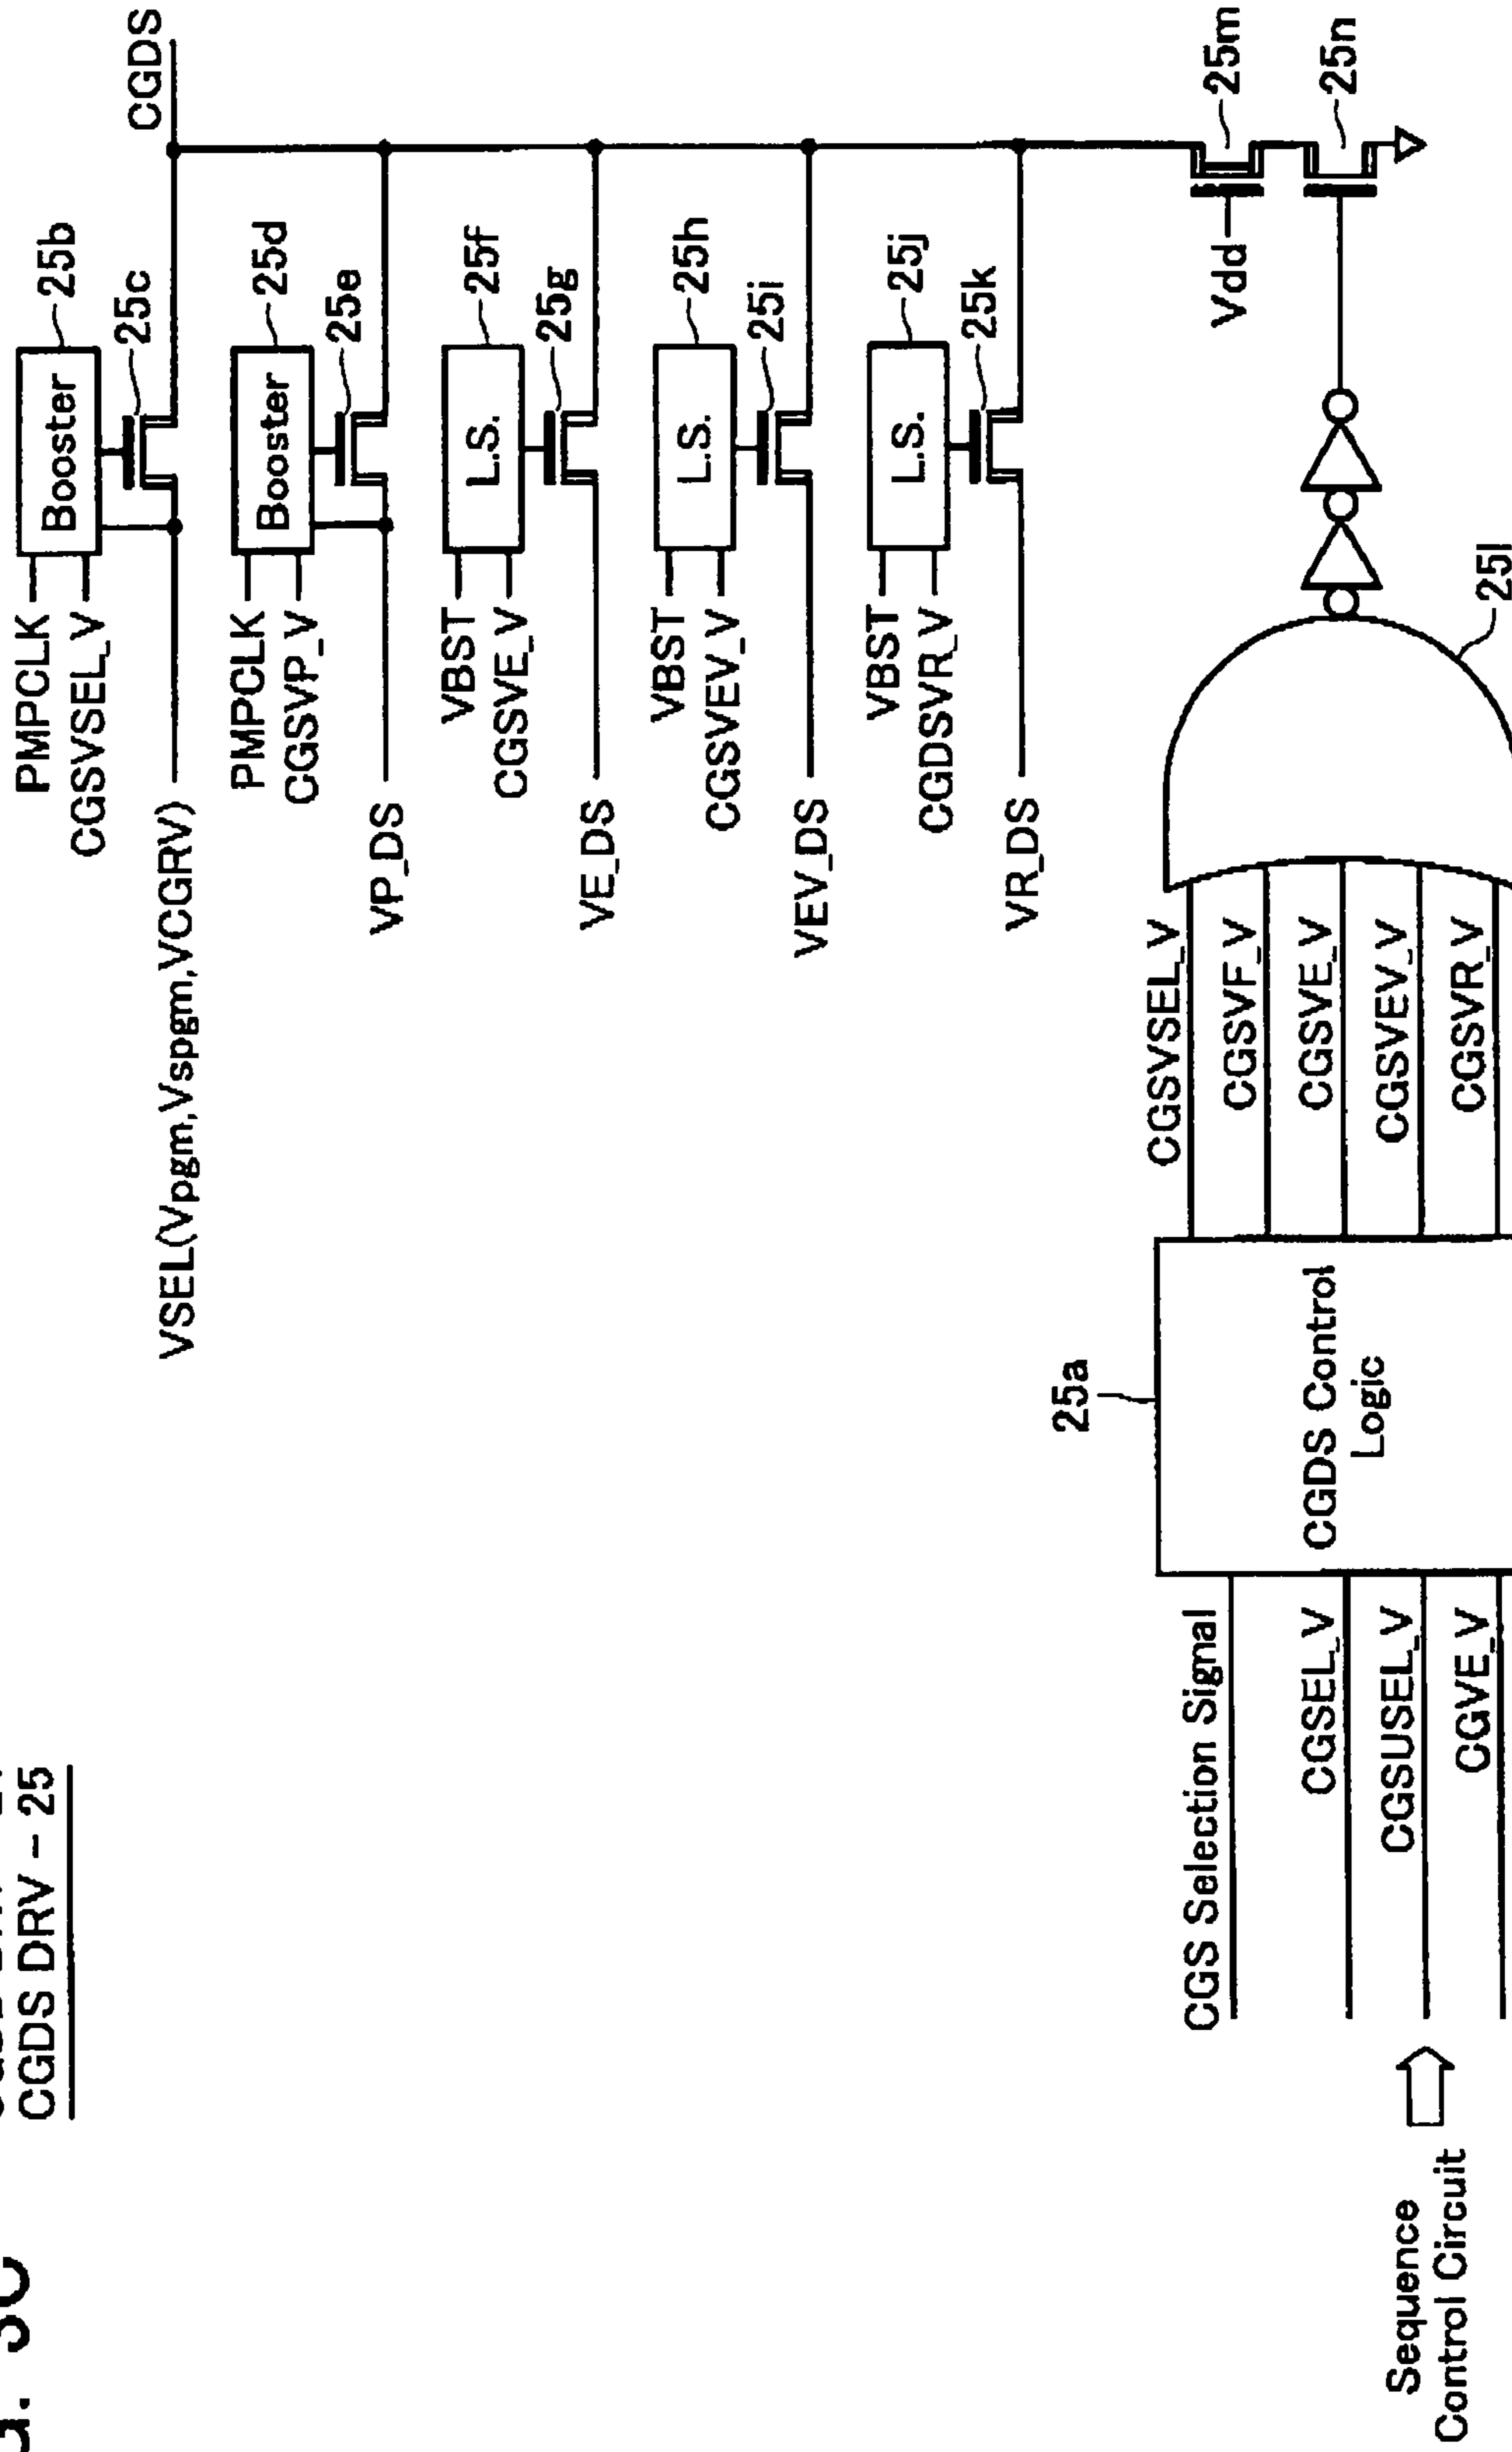 CGDS DRV - 25
CGDS
PMPCLK
CGSVSEL_V
Booster
25b
25c
VSEL(Vpgm,Vspgm,VCGRV)
PMPCLK
CGSVP_V
Booster
25d
25e
VP_DS
VBST
CGSVE_V
L.S.
25f
25g
VE_DS
VBST
CGSVEV_V
L.S.
25h
25i
VEV_DS
VBST
CGDSVR_V
L.S.
25j
25k
VR_DS
25a
CGDS Control
Logic
CGS Selection Signal
CGSEL_V
CGSUSEL_V
CGVE_V
Sequence
Control Circuit
CGSVSEL_V
CGSVF_V
CGSVE_V
CGSVEV_V
CGSVR_V
25l
Vdd
25m
25n